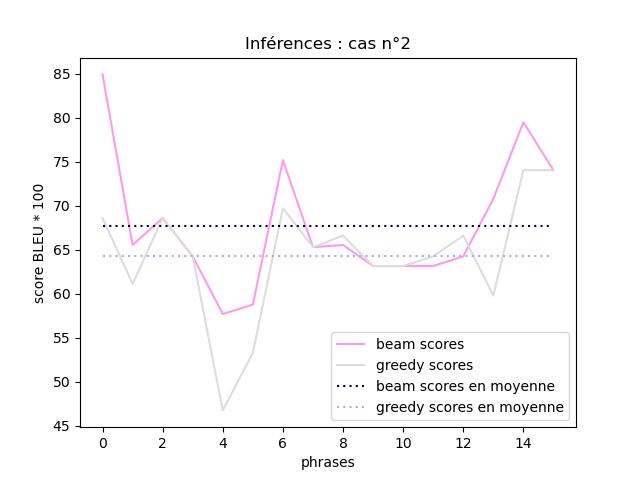 Inférences : cas n°2
score BLEU * 100
85
80
75
70
65
60
55
50
45
0 2 4 6 8 10 12 14
phrases
beam scores
greedy scores
beam scores en moyenne
greedy scores en moyenne